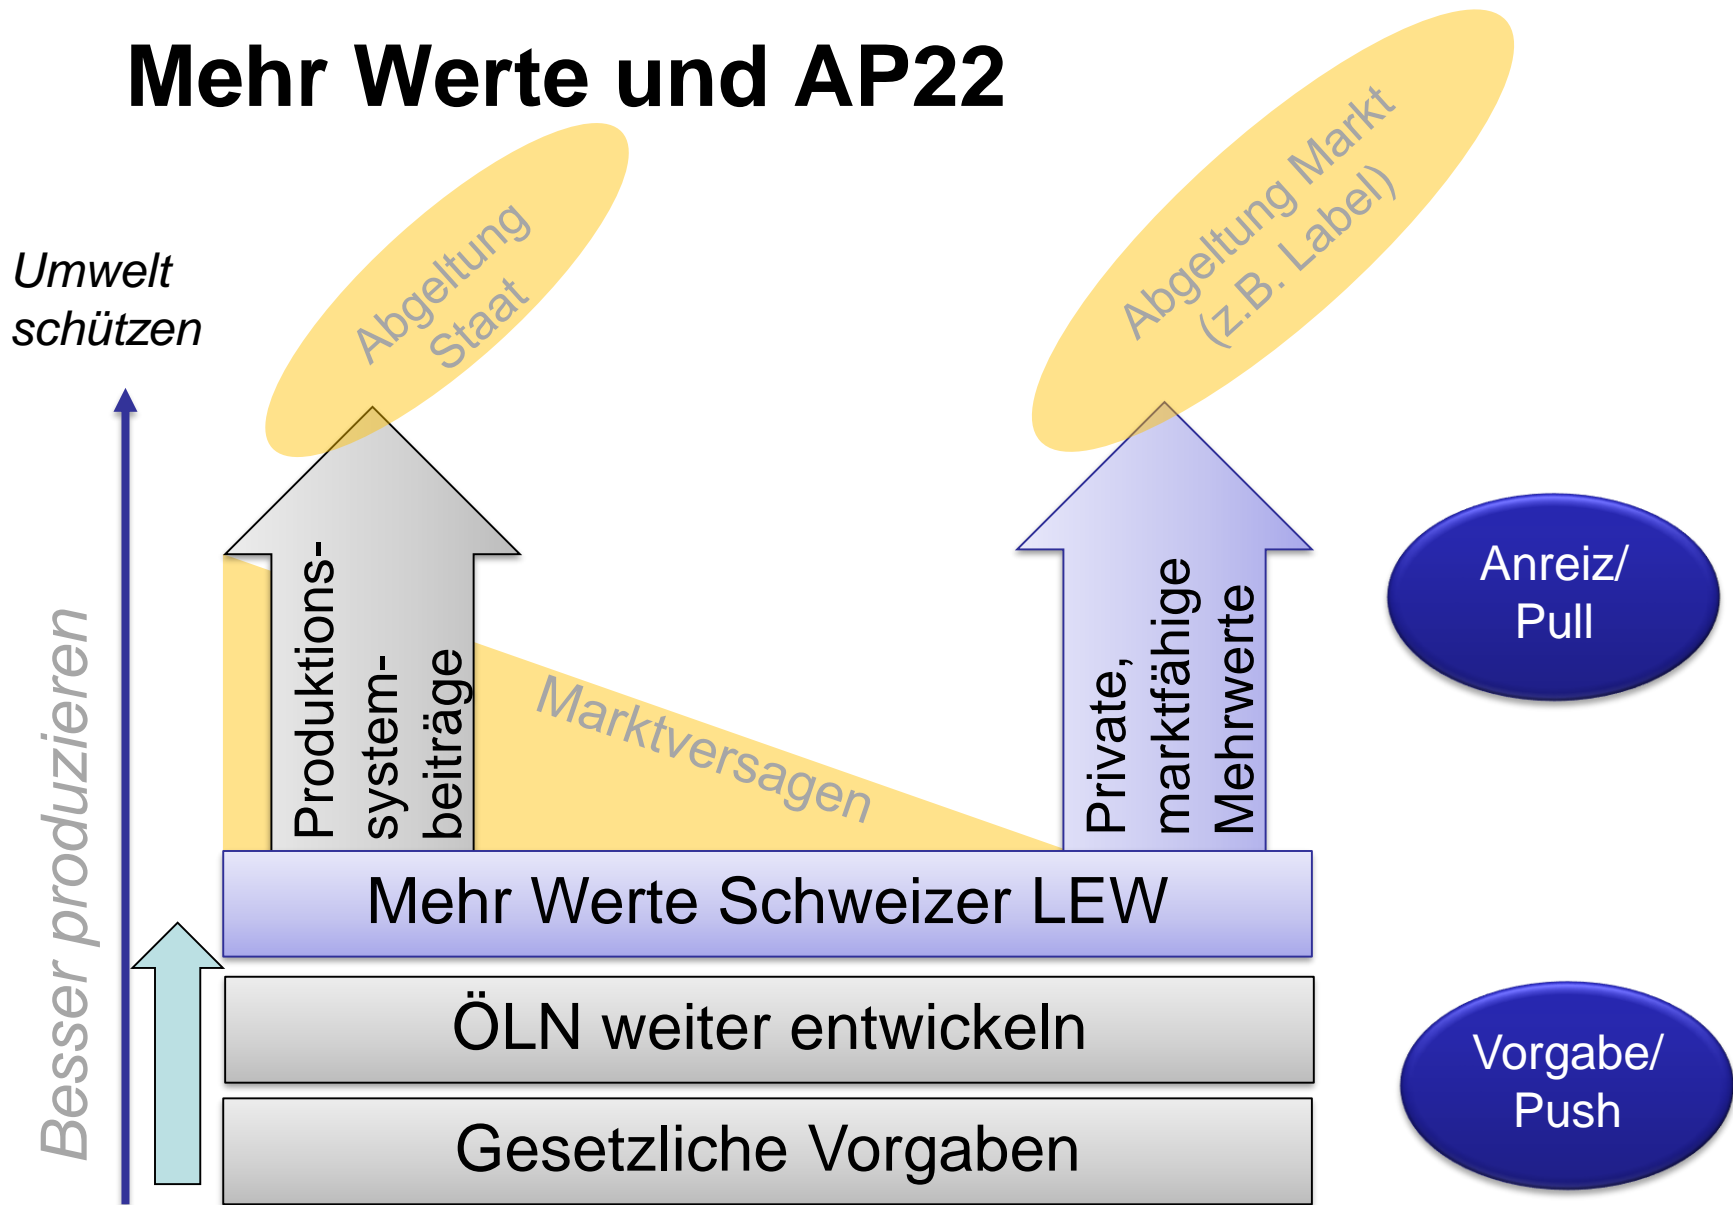 Mehr Werte und AP22
Umwelt
schützen
Besser produzieren
Abgeltung
Staat
Abgeltung Markt
(z.B. Label)
Produktions-
system-
beiträge
Marktversagen
Private,
marktfähige
Mehrwerte
Anreiz/
Pull
Mehr Werte Schweizer LEW
ÖLN weiter entwickeln
Gesetzliche Vorgaben
Vorgabe/
Push